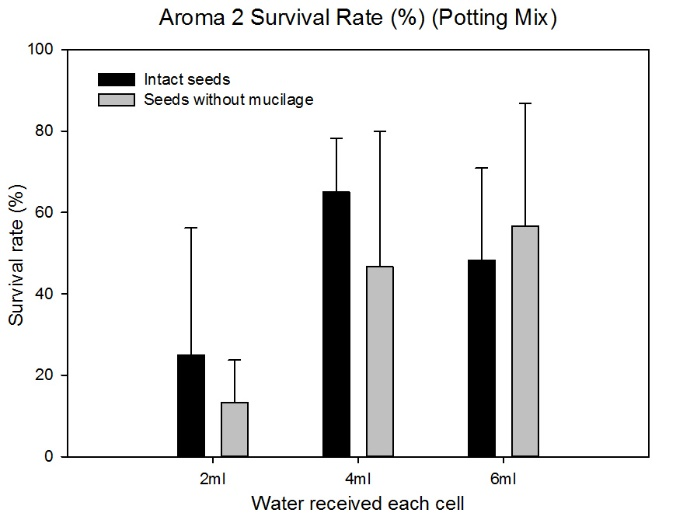 Aroma 2 Survival Rate (%) (Potting Mix)
100
Intact seeds
Seeds without mucilage
80
60
40
20
0
Survival rate (%)
2ml 4ml 6ml
Water received each cell